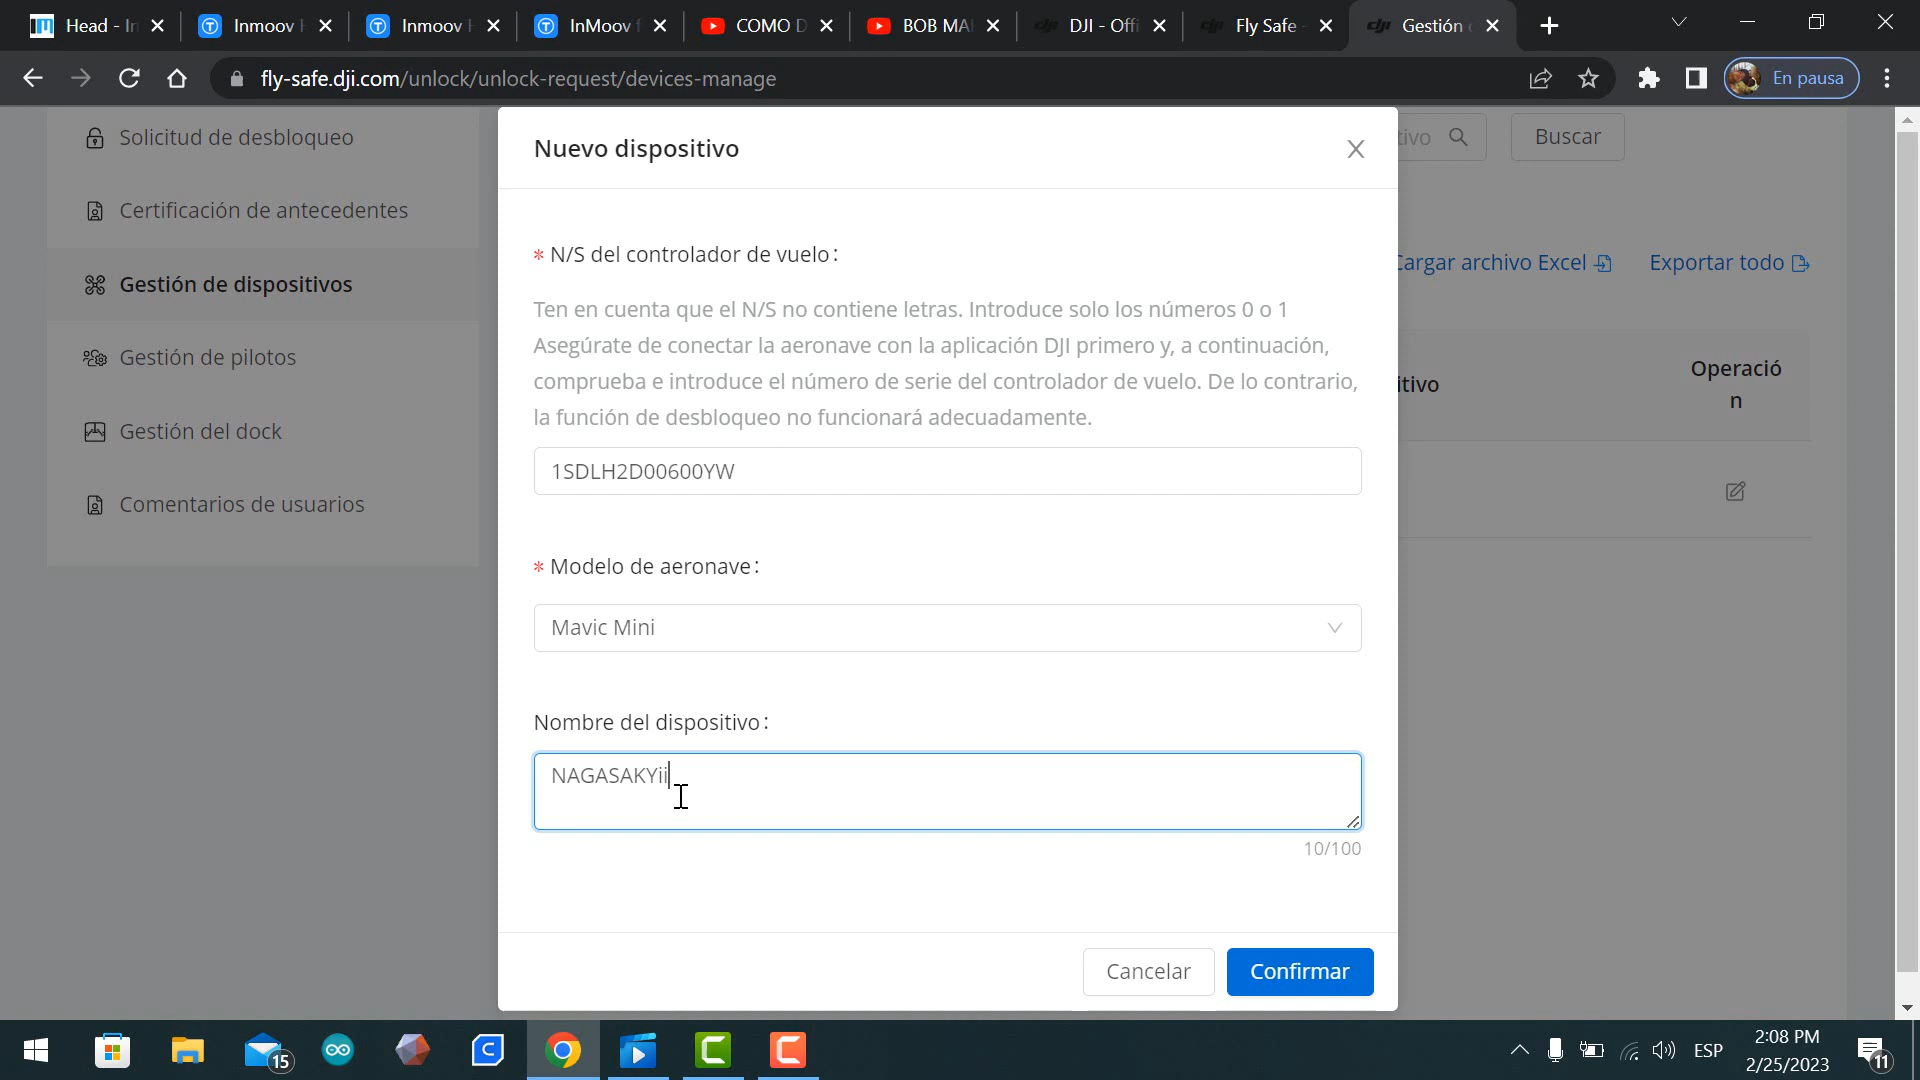 Head - In
Inmoov H
Inmoov H
InMoov f
COMO D
BOB MA
DJI - Offi
Fly Safe -
Gestión
fly-safe.dji.com/unlock/unlock-request/devices-manage
En pausa
Solicitud de desbloqueo
Certificación de antecedentes
Gestión de dispositivos
Gestión de pilotos
Gestión del dock
Comentarios de usuarios
Nuevo dispositivo
* N/S del controlador de vuelo:
Ten en cuenta que el N/S no contiene letras. Introduce solo los números 0 o 1
Asegúrate de conectar la aeronave con la aplicación DJI primero y, a continuación,
comprueba e introduce el número de serie del controlador de vuelo. De lo contrario,
la función de desbloqueo no funcionará adecuadamente.
1SDLH2D00600YW
* Modelo de aeronave:
Mavic Mini
Nombre del dispositivo:
NAGASAKYii
10/100
Cancelar
Confirmar
tivo
Buscar
Cargar archivo Excel
Exportar todo
itivo
Operació
n
15
ESP
2:08 PM
2/25/2023
11